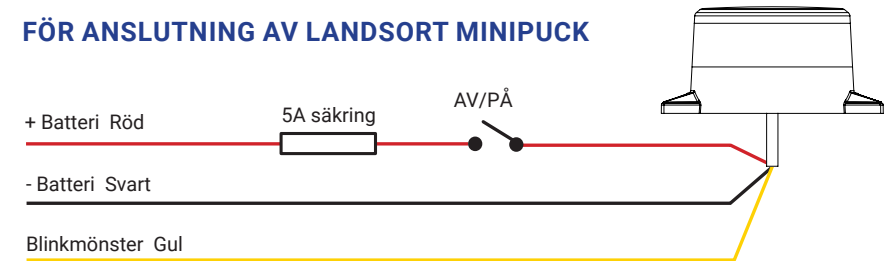 FÖR ANSLUTNING AV LANDSORT MINIPUCK
AV/PÅ
5A säkring
+ Batteri Röd
- Batteri Svart
Blinkmönster Gul